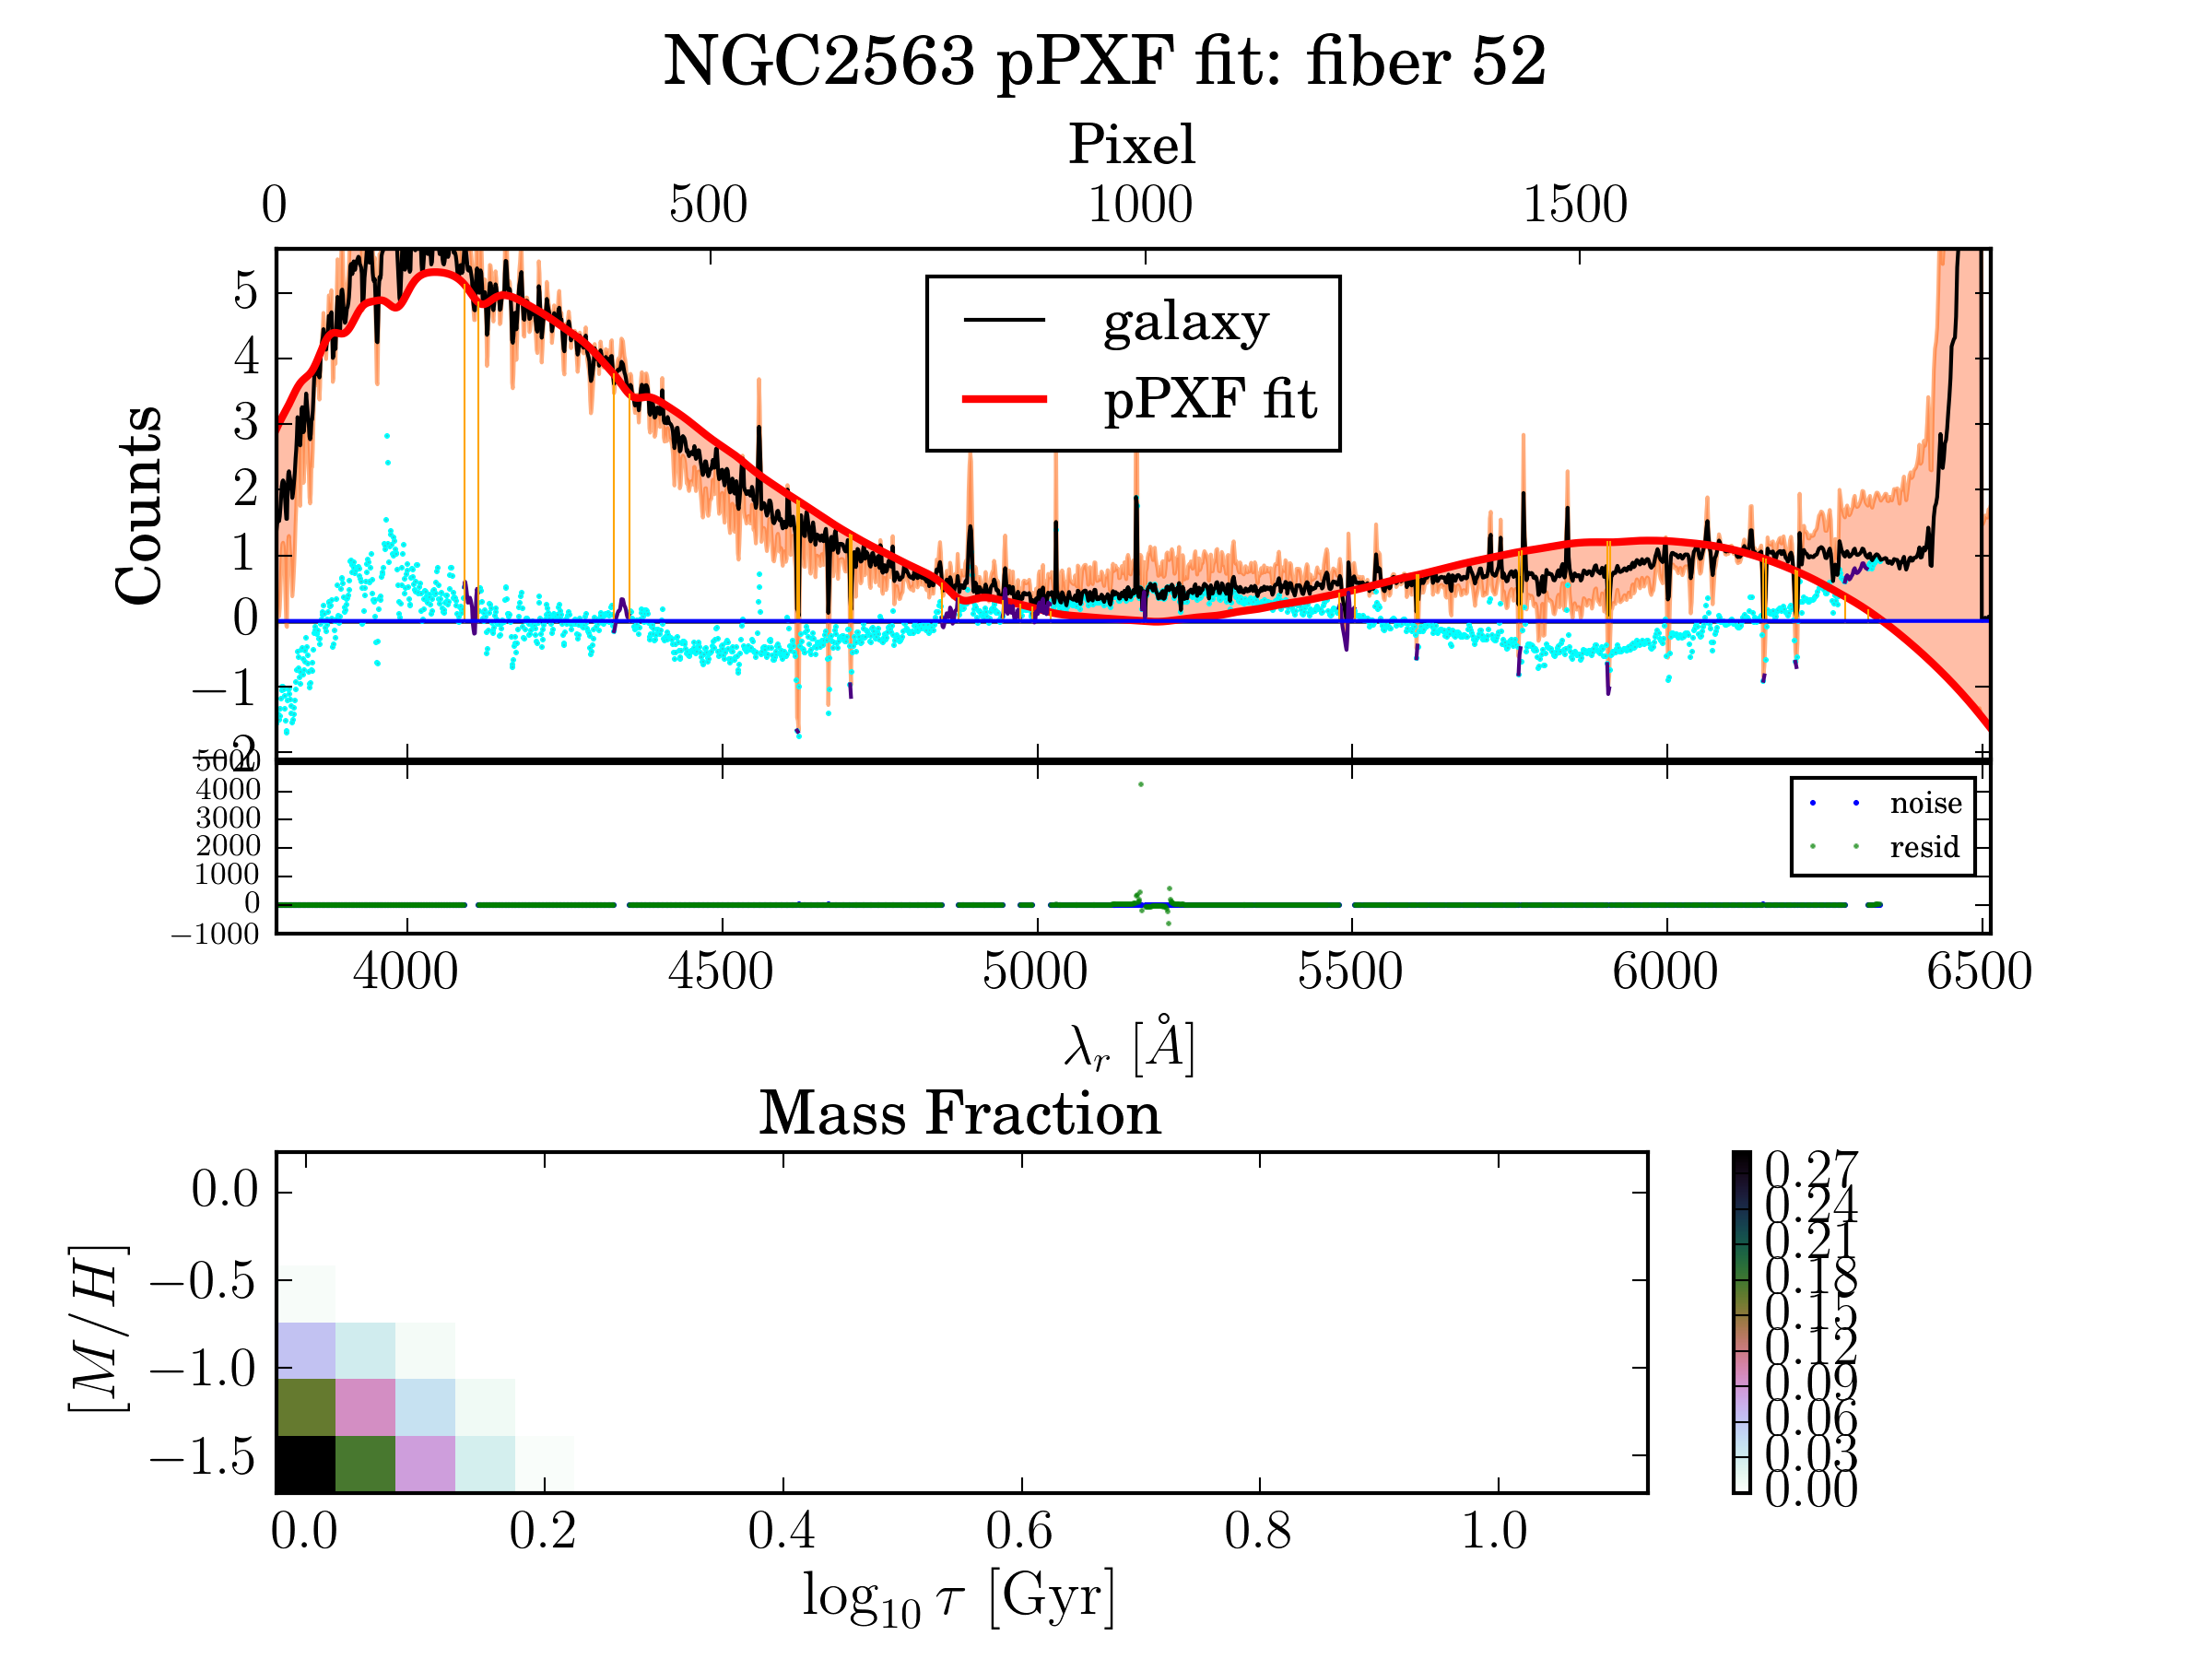 NGC2563 pPXF fit: fiber 52
Pixel
0 500 1000 1500
Counts
5
4
3
2
1
0
−1
−2
galaxy
pPXF fit
5000
4000
3000
2000
1000
0
−1000
noise
resid
4000 4500 5000 5500 6000 6500
λr [Å]
Mass Fraction
[M/H]
0.0
−0.5
−1.0
−1.5
0.0 0.2 0.4 0.6 0.8 1.0
log10 τ [Gyr]
0.27
0.24
0.21
0.18
0.15
0.12
0.09
0.06
0.03
0.00